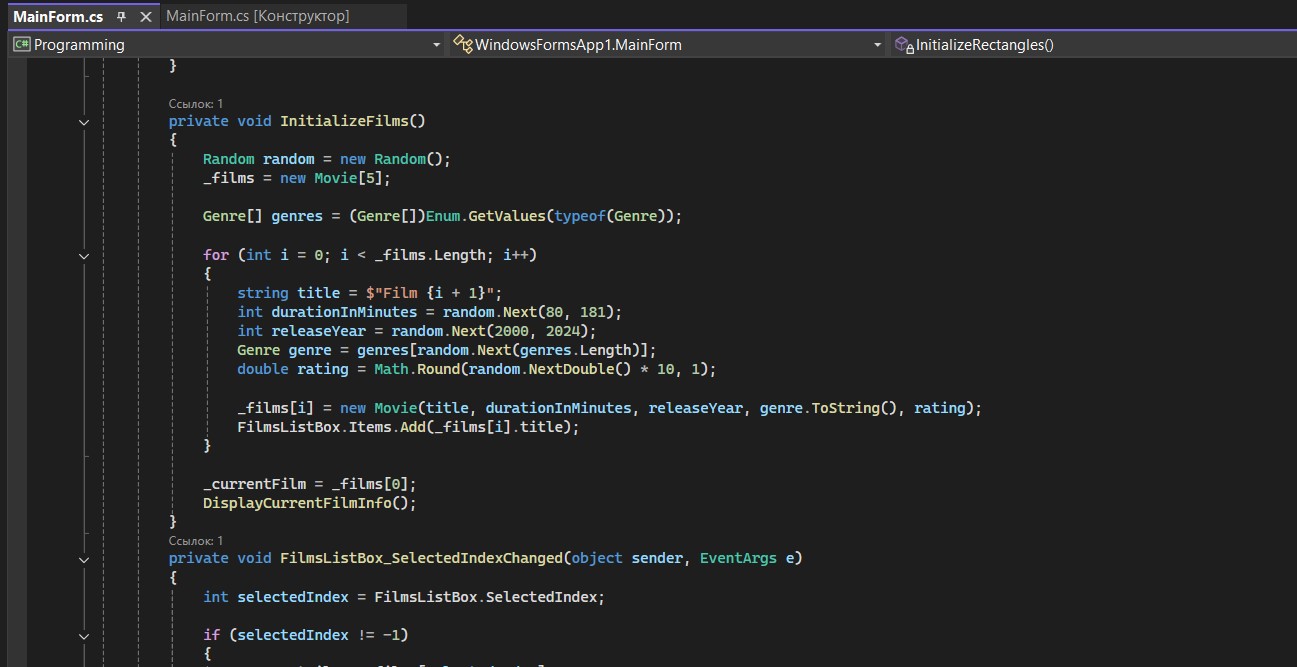 MainForm.cs MainForm.cs [Конструктор]
C# Programming WindowsFormsApp1.MainForm InitializeRectangles()
}
Ссылок: 1
private void InitializeFilms()
{
Random random = new Random();
_films = new Movie[5];
Genre[] genres = (Genre[])Enum.GetValues(typeof(Genre));
for (int i = 0; i < _films.Length; i++)
{
string title = $"Film {i + 1}";
int durationInMinutes = random.Next(80, 181);
int releaseYear = random.Next(2000, 2024);
Genre genre = genres[random.Next(genres.Length)];
double rating = Math.Round(random.NextDouble() * 10, 1);
_films[i] = new Movie(title, durationInMinutes, releaseYear, genre.ToString(), rating);
FilmsListBox.Items.Add(_films[i].title);
}
_currentFilm = _films[0];
DisplayCurrentFilmInfo();
}
Ссылок: 1
private void FilmsListBox_SelectedIndexChanged(object sender, EventArgs e)
{
int selectedIndex = FilmsListBox.SelectedIndex;
if (selectedIndex != -1)
{